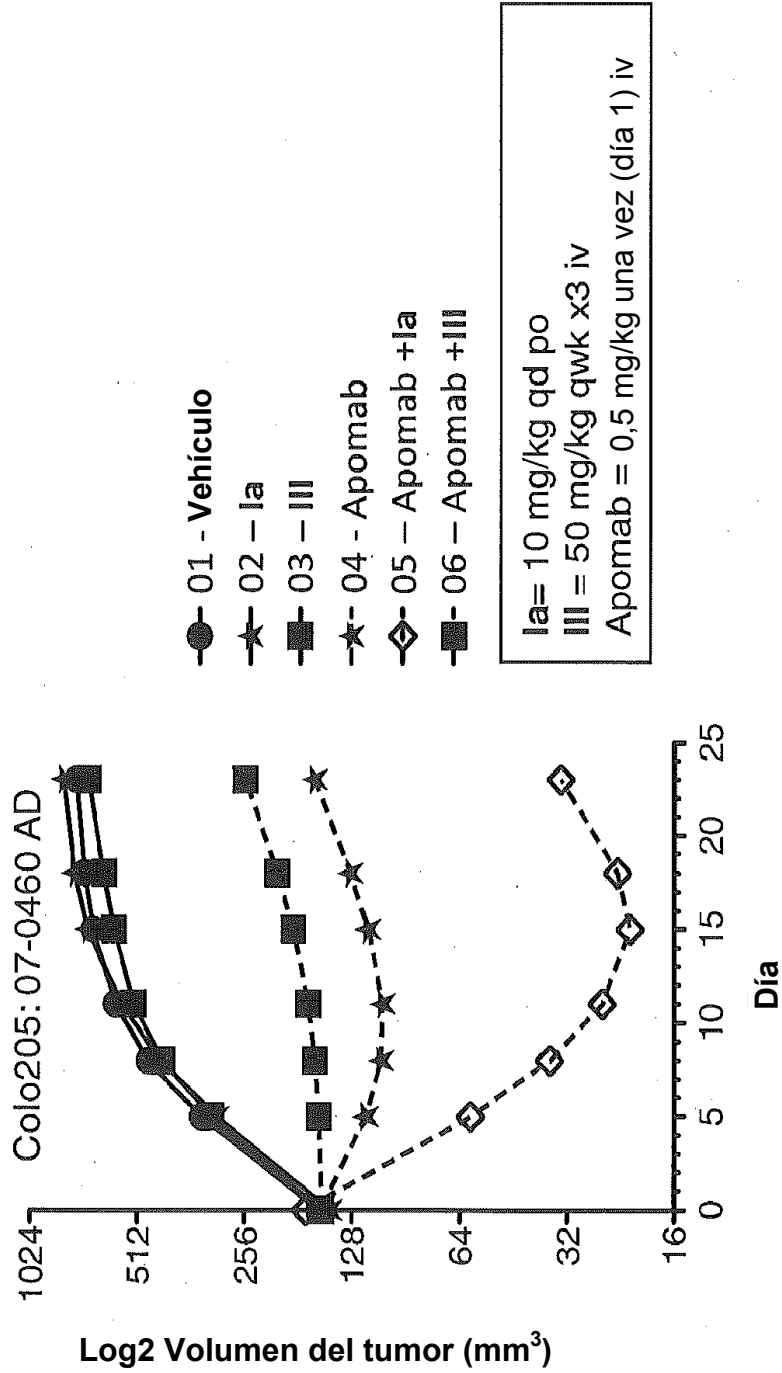 Colo205: 07-0460 AD
Log2 Volumen del tumor (mm³)
1024
512
256
128
64
32
16
0
5
10
15
20
25
Día
01 - Vehículo
02 – Ia
03 – III
04 - Apomab
05 – Apomab +Ia
06 – Apomab +III
Ia= 10 mg/kg qd po
III = 50 mg/kg qwk x3 iv
Apomab = 0,5 mg/kg una vez (día 1) iv